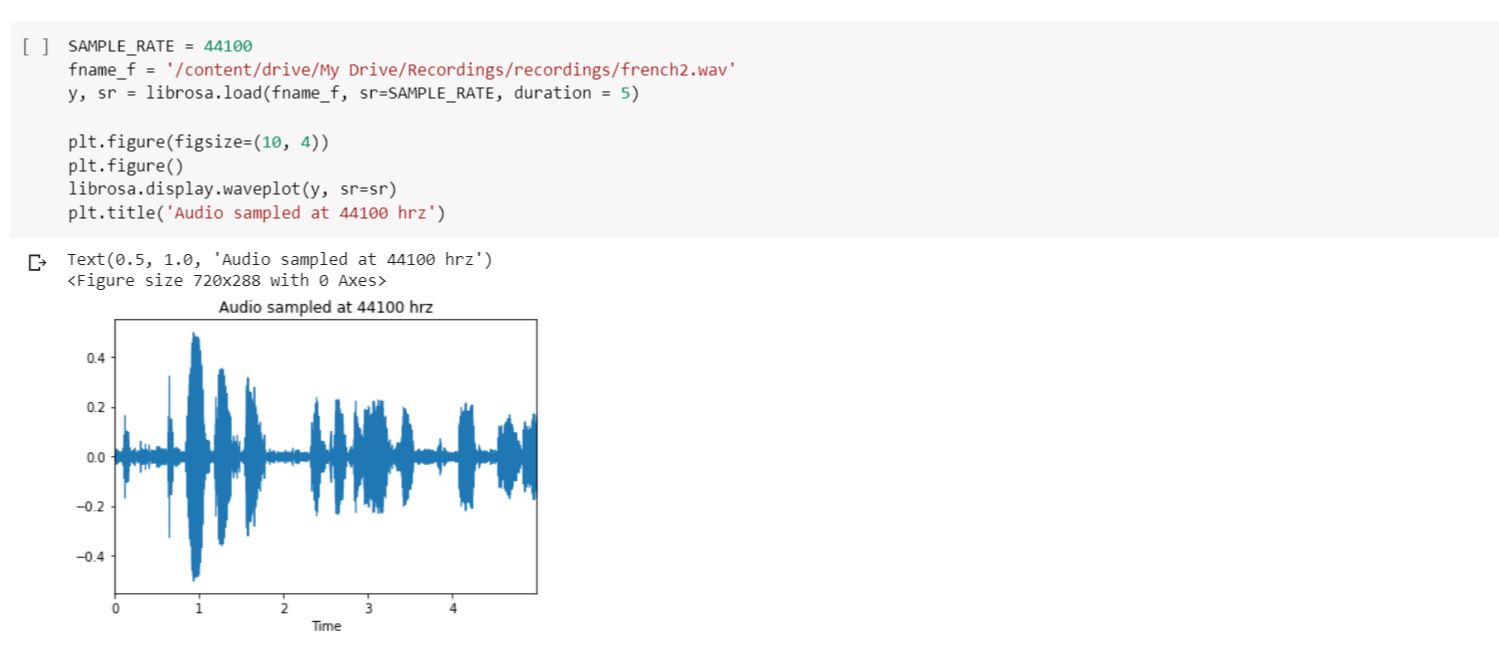 [ ] SAMPLE_RATE = 44100
fname_f = '/content/drive/My Drive/Recordings/recordings/french2.wav'
y, sr = librosa.load(fname_f, sr=SAMPLE_RATE, duration = 5)
plt.figure(figsize=(10, 4))
plt.figure()
librosa.display.waveplot(y, sr=sr)
plt.title('Audio sampled at 44100 hrz')
Text(0.5, 1.0, 'Audio sampled at 44100 hrz')
<Figure size 720x288 with 0 Axes>
Audio sampled at 44100 hrz
0.4
0.2
0.0
−0.2
−0.4
0 1 2 3 4
Time